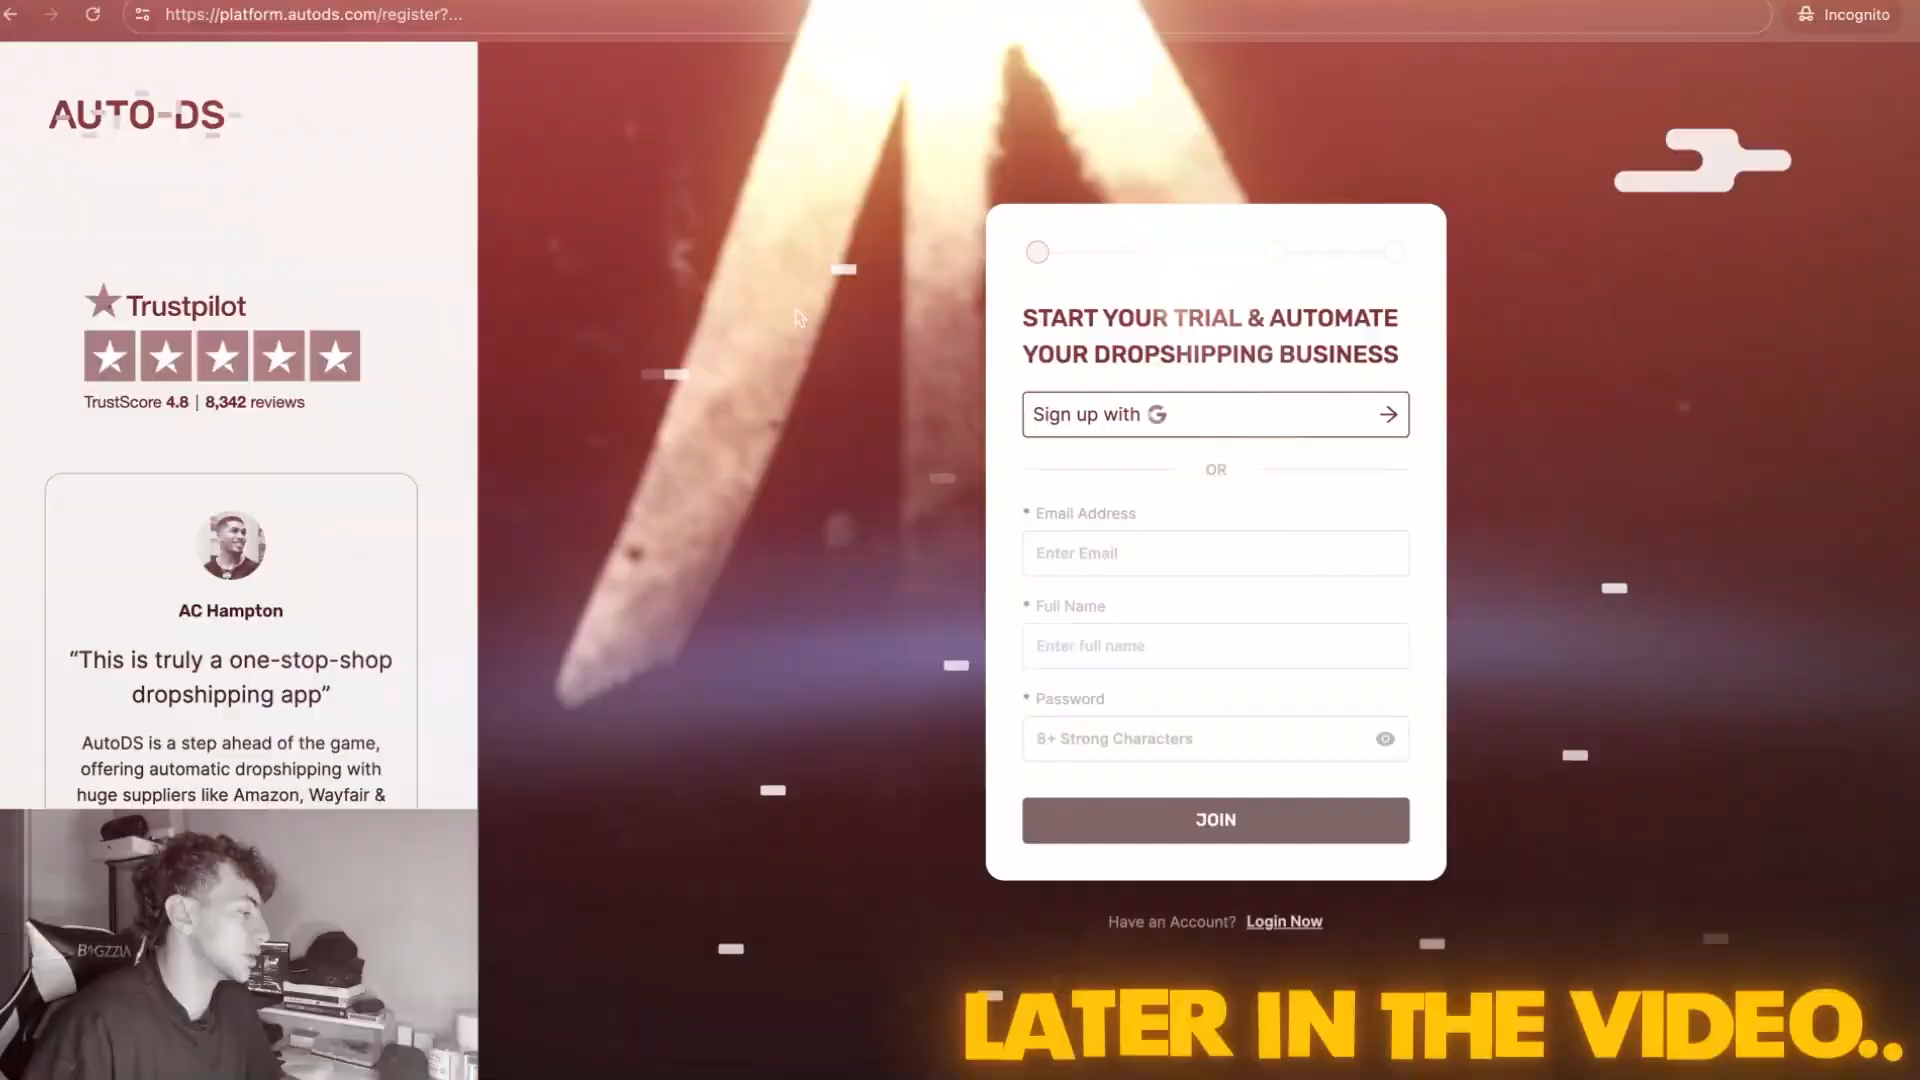 https://platform.autods.com/register?...
Incognito
AUTO-DS
Trustpilot
TrustScore 4.8 | 8,342 reviews
AC Hampton
“This is truly a one-stop-shop
dropshipping app”
AutoDS is a step ahead of the game,
offering automatic dropshipping with
huge suppliers like Amazon, Wayfair &
START YOUR TRIAL & AUTOMATE
YOUR DROPSHIPPING BUSINESS
Sign up with G
OR
* Email Address
Enter Email
* Full Name
Enter full name
* Password
8+ Strong Characters
JOIN
Have an Account? Login Now
LATER IN THE VIDEO..